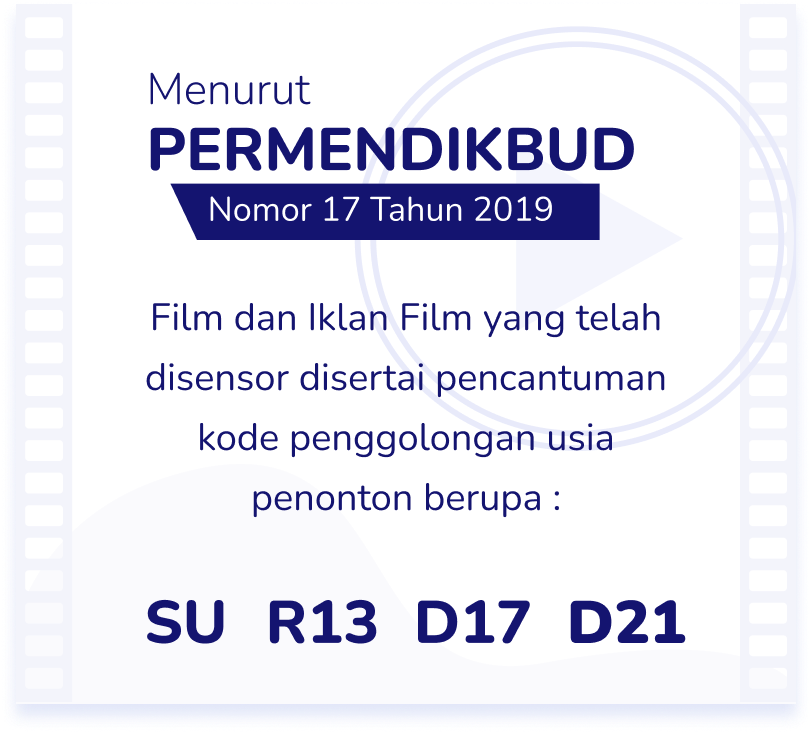 Menurut
PERMENDIKBUD
Nomor 17 Tahun 2019
Film dan Iklan Film yang telah
disensor disertai pencantuman
kode penggolongan usia
penonton berupa :
SU R13 D17 D21